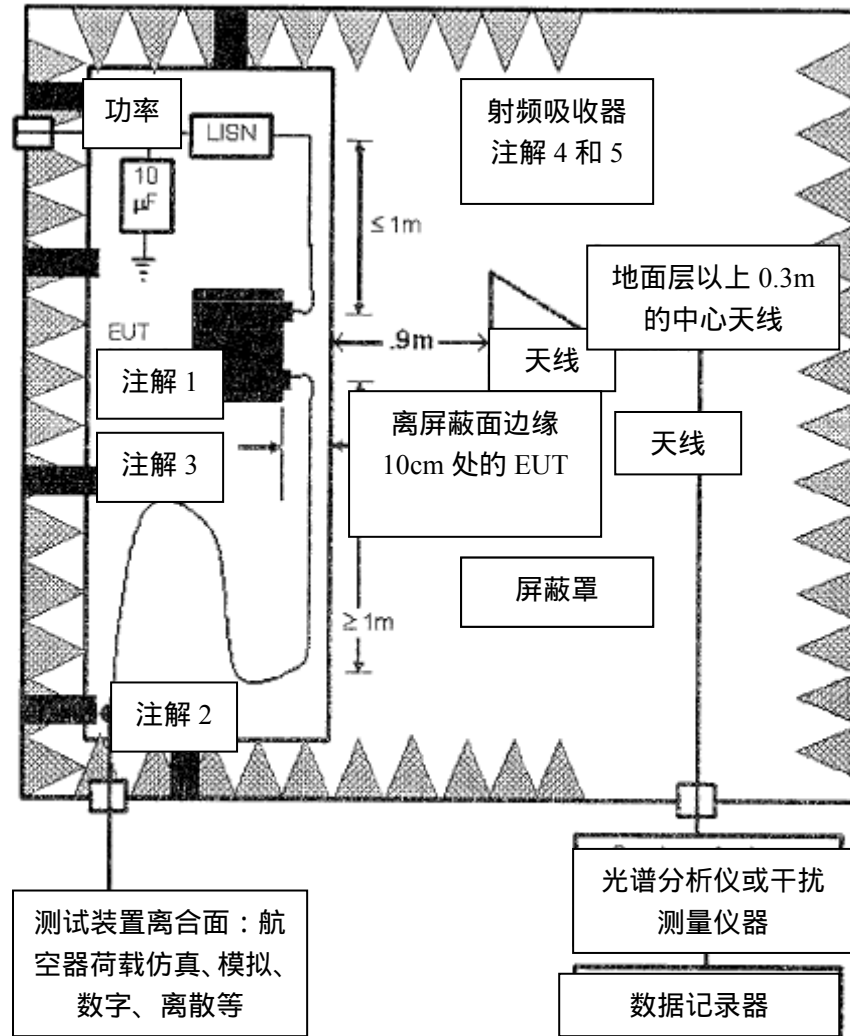 功率
LISN
射频吸收器
注解 4 和 5
10
μF
≤ 1m
地面层以上 0.3m
的中心天线
EUT
.9m
天线
注解 1
离屏蔽面边缘
10cm 处的 EUT
天线
注解 3
屏蔽罩
≥ 1m
注解 2
光谱分析仪或干扰
测量仪器
测试装置离合面：航
空器荷载仿真、模拟、
数字、离散等
数据记录器